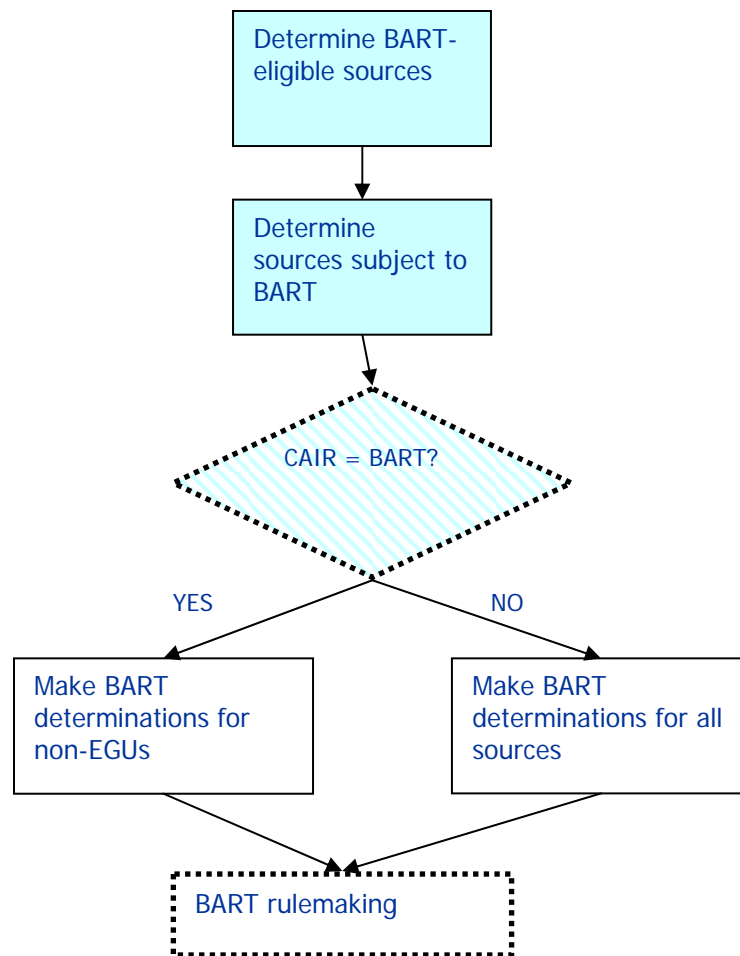 Determine BART-
eligible sources
Determine
sources subject to
BART
CAIR = BART?
YES
NO
Make BART
determinations for
non-EGUs
Make BART
determinations for all
sources
BART rulemaking